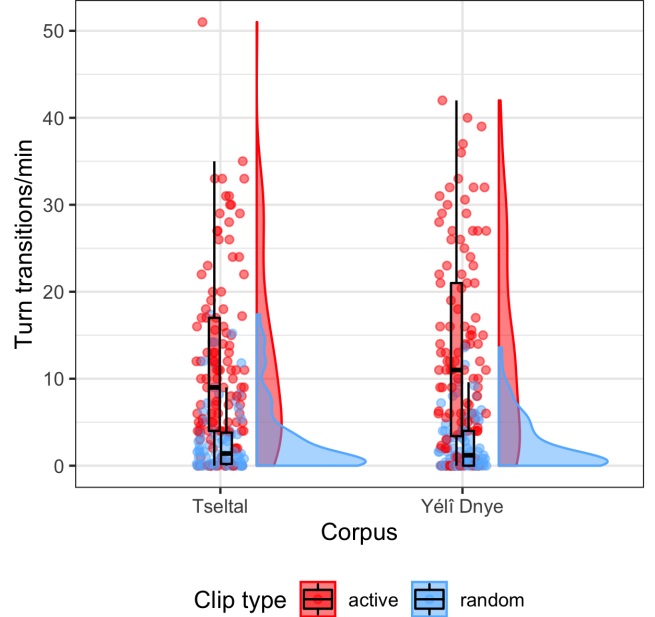 Turn transitions/min
50
40
30
20
10
0
Tseltal Yélî Dnye
Corpus
Clip type active random